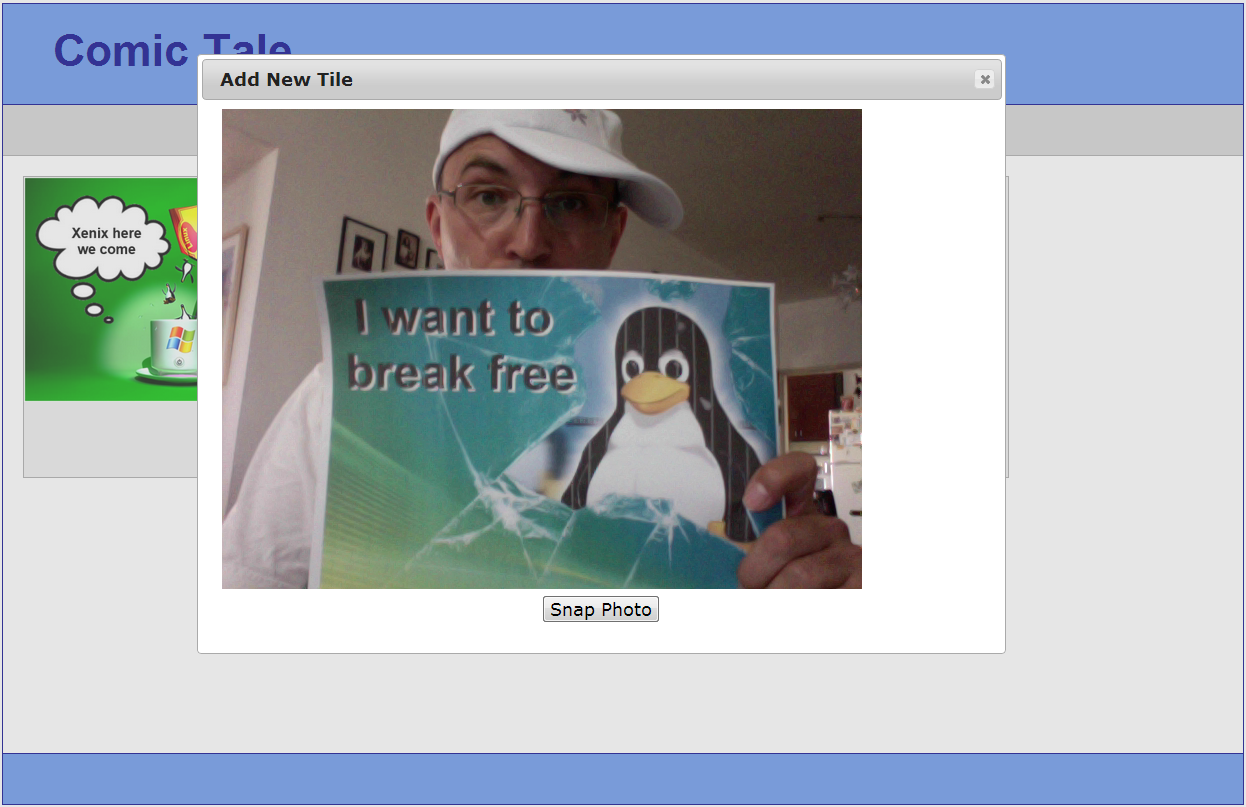 Comic Tale
Add New Tile
Xenix here
we come
Linux
I want to
break free
Snap Photo